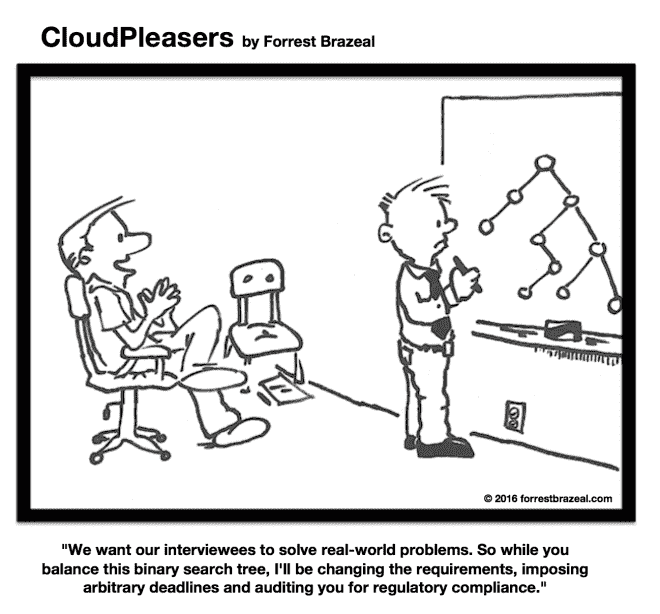 CloudPleasers by Forrest Brazeal
© 2016 forrestbrazeal.com
"We want our interviewees to solve real-world problems. So while you
balance this binary search tree, I'll be changing the requirements, imposing
arbitrary deadlines and auditing you for regulatory compliance."